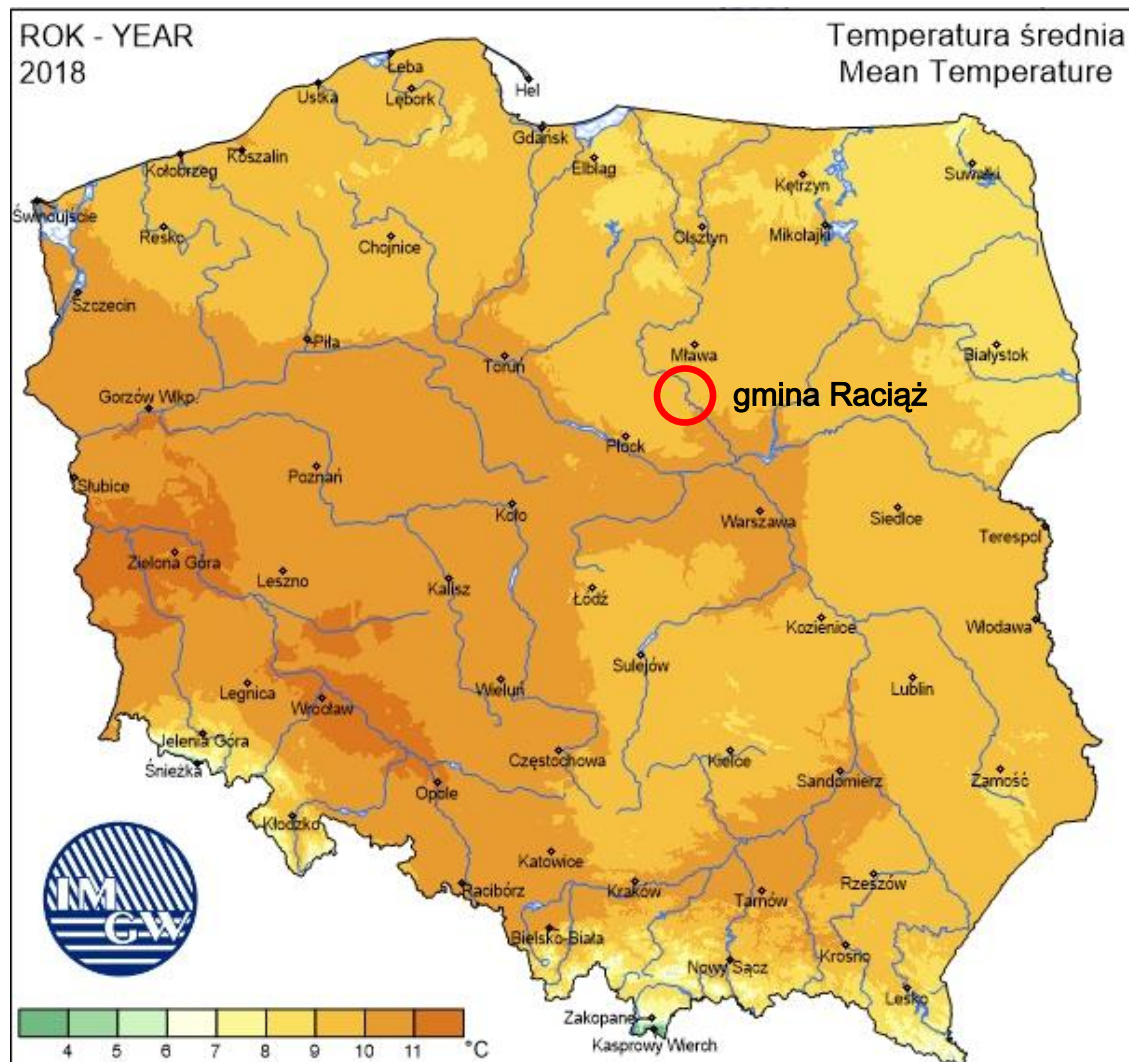 ROK - YEAR
2018
Temperatura średnia
Mean Temperature
Łeba
Hel
Ustka
Lębork
Gdańsk
Koszalin
Kołobrzeg
Elbląg
Suwałki
Kętrzyn
Świnoujście
Resko
Chojnice
Olsztyn
Mikołajki
Szczecin
Piła
Toruń
Mława
Białystok
Gorzów Wlkp.
gmina Raciąż
Płock
Słubice
Poznań
Koło
Warszawa
Siedlce
Terespol
Zielona Góra
Leszno
Kalisz
Łódź
Kozienice
Włodawa
Sulejów
Legnica
Wrocław
Wieluń
Lublin
Jelenia Góra
Śnieżka
Częstochowa
Kielce
Sandomierz
Zamość
Opole
Kłodzko
Katowice
Racibórz
Kraków
Tarnów
Rzeszów
Bielsko-Biała
Nowy Sącz
Krosno
Lesko
Zakopane
Kasprowy Wierch
IM
G-W
4 5 6 7 8 9 10 11 °C